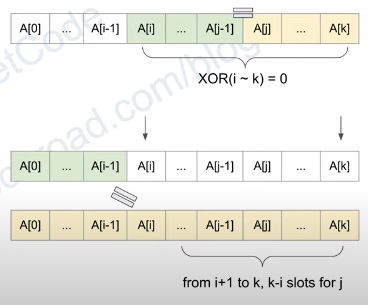 A[0] ... A[i-1] A[i] ... A[j-1] A[j] ... A[k]
XOR(i ~ k) = 0
A[0] ... A[i-1] A[i] ... A[j-1] A[j] ... A[k]
A[0] ... A[i-1] A[i] ... A[j-1] A[j] ... A[k]
from i+1 to k, k-i slots for j